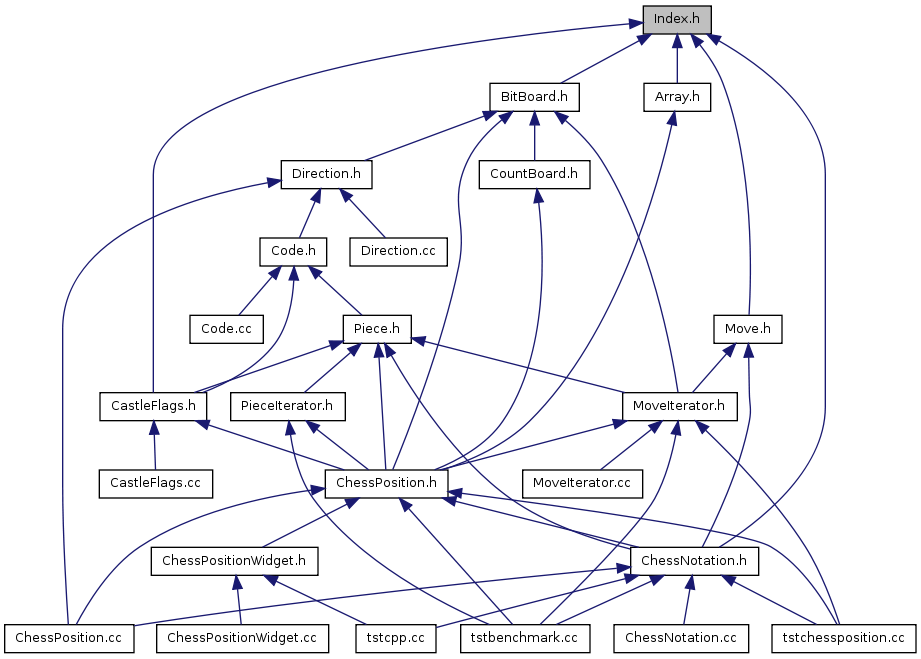 Index.h
BitBoard.h
Array.h
Direction.h
CountBoard.h
Code.h
Direction.cc
Code.cc
Piece.h
Move.h
CastleFlags.h
PieceIterator.h
MoveIterator.h
CastleFlags.cc
ChessPosition.h
MoveIterator.cc
ChessPositionWidget.h
ChessNotation.h
ChessPosition.cc
ChessPositionWidget.cc
tstcpp.cc
tstbenchmark.cc
ChessNotation.cc
tstchessposition.cc